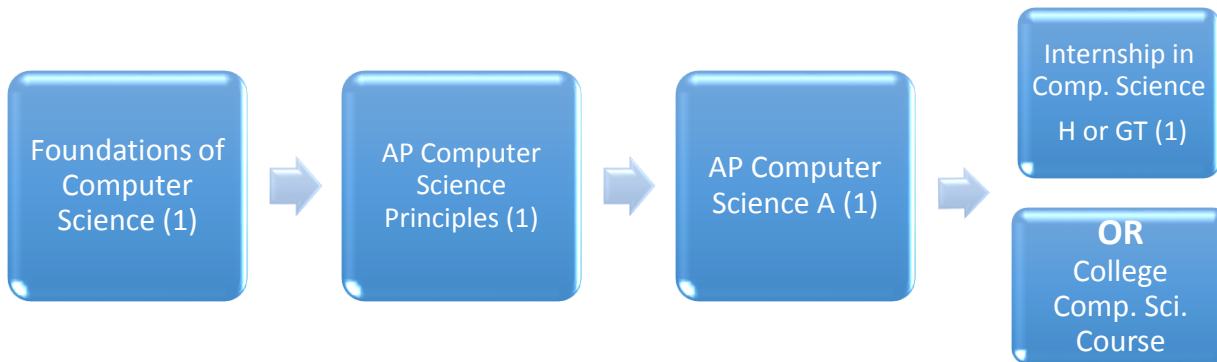 Foundations of
Computer
Science (1)
AP Computer
Science
Principles (1)
AP Computer
Science A (1)
Internship in
Comp. Science
H or GT (1)
OR
College
Comp. Sci.
Course